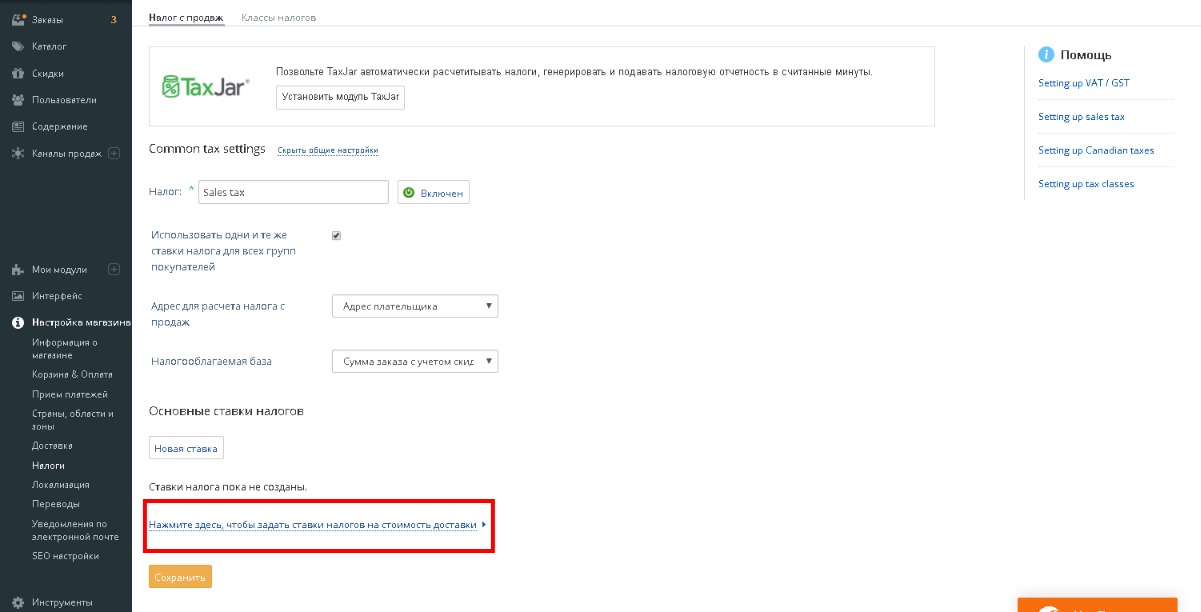 Заказы 3
Каталог
Скидки
Пользователи
Содержание
Каналы продаж
Мои модули
Интерфейс
Настройка магазина
Информация о
магазине
Корзина & Оплата
Прием платежей
Страны, области и
зоны
Доставка
Налоги
Локализация
Переводы
Уведомления по
электронной почте
SEO настройки
Инструменты
Налог с продаж Классы налогов
TaxJar
Позвольте TaxJar автоматически расчетитывать налоги, генерировать и подавать налоговую отчетность в считанные минуты.
Установить модуль TaxJar
Common tax settings Скрыть общие настройки
Налог: * Sales tax Включен
Использовать одни и те же
ставки налога для всех групп
покупателей
Адрес для расчета налога с
продаж
Адрес плательщика
Налогооблагаемая база Сумма заказа с учетом скид
Основные ставки налогов
Новая ставка
Ставки налога пока не созданы.
Нажмите здесь, чтобы задать ставки налогов на стоимость доставки
Сохранить
Помощь
Setting up VAT / GST
Setting up sales tax
Setting up Canadian taxes
Setting up tax classes